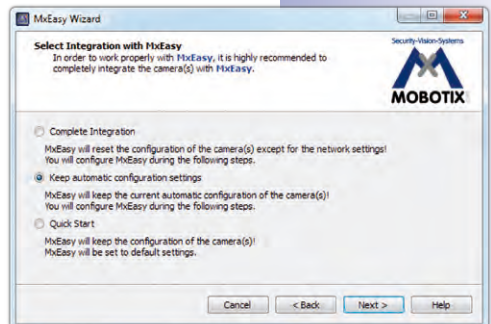 MxEasy Wizard
Select Integration with MxEasy
In order to work properly with MxEasy, it is highly recommended to
completely integrate the camera(s) with MxEasy.
Security-Vision-Systems
MOBOTIX
Complete Integration
MxEasy will reset the configuration of the camera(s) except for the network settings!
You will configure MxEasy during the following steps.
Keep automatic configuration settings
MxEasy will keep the current automatic configuration of the camera(s)!
You will configure MxEasy during the following steps.
Quick Start
MxEasy will keep the configuration of the camera(s)!
MxEasy will be set to default settings.
Cancel < Back Next > Help